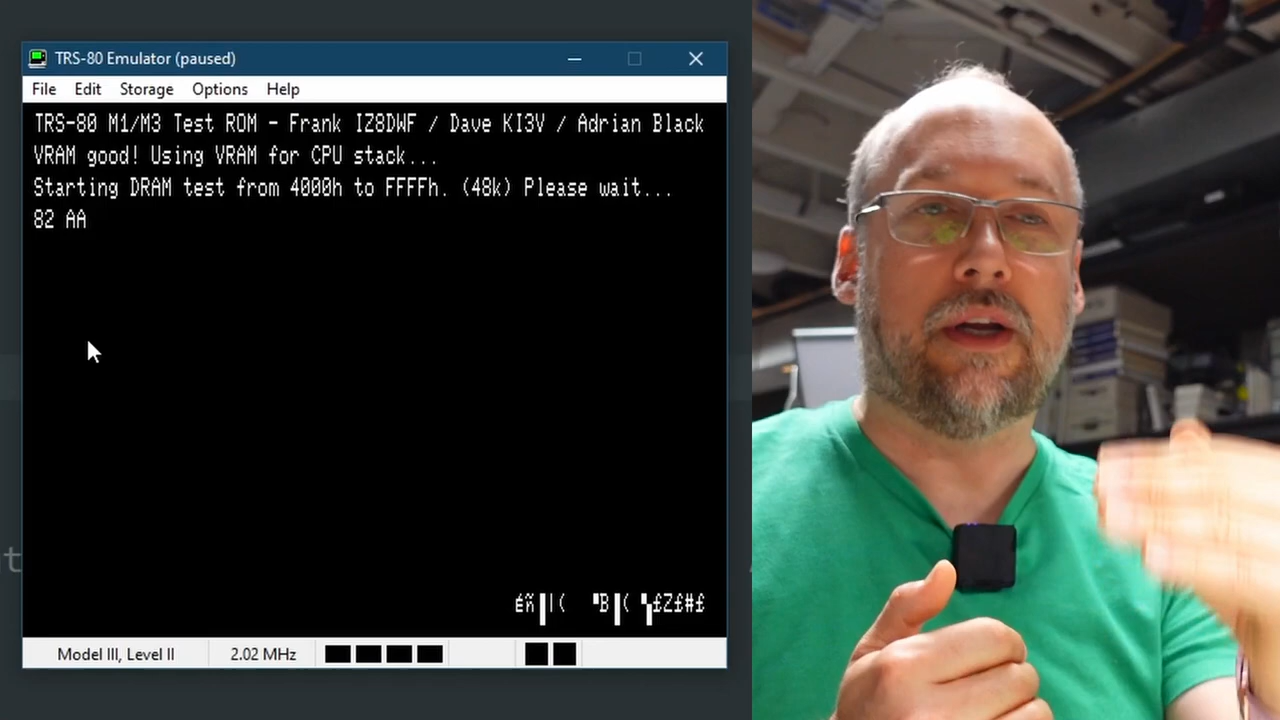 TRS-80 Emulator (paused)
File Edit Storage Options Help
TRS-80 M1/M3 Test ROM - Frank IZ8DWF / Dave KI3V / Adrian Black
VRAM good! Using VRAM for CPU stack...
Starting DRAM test from 4000h to FFFFh. (48k) Please wait...
82 AA
Model III, Level II 2.02 MHz